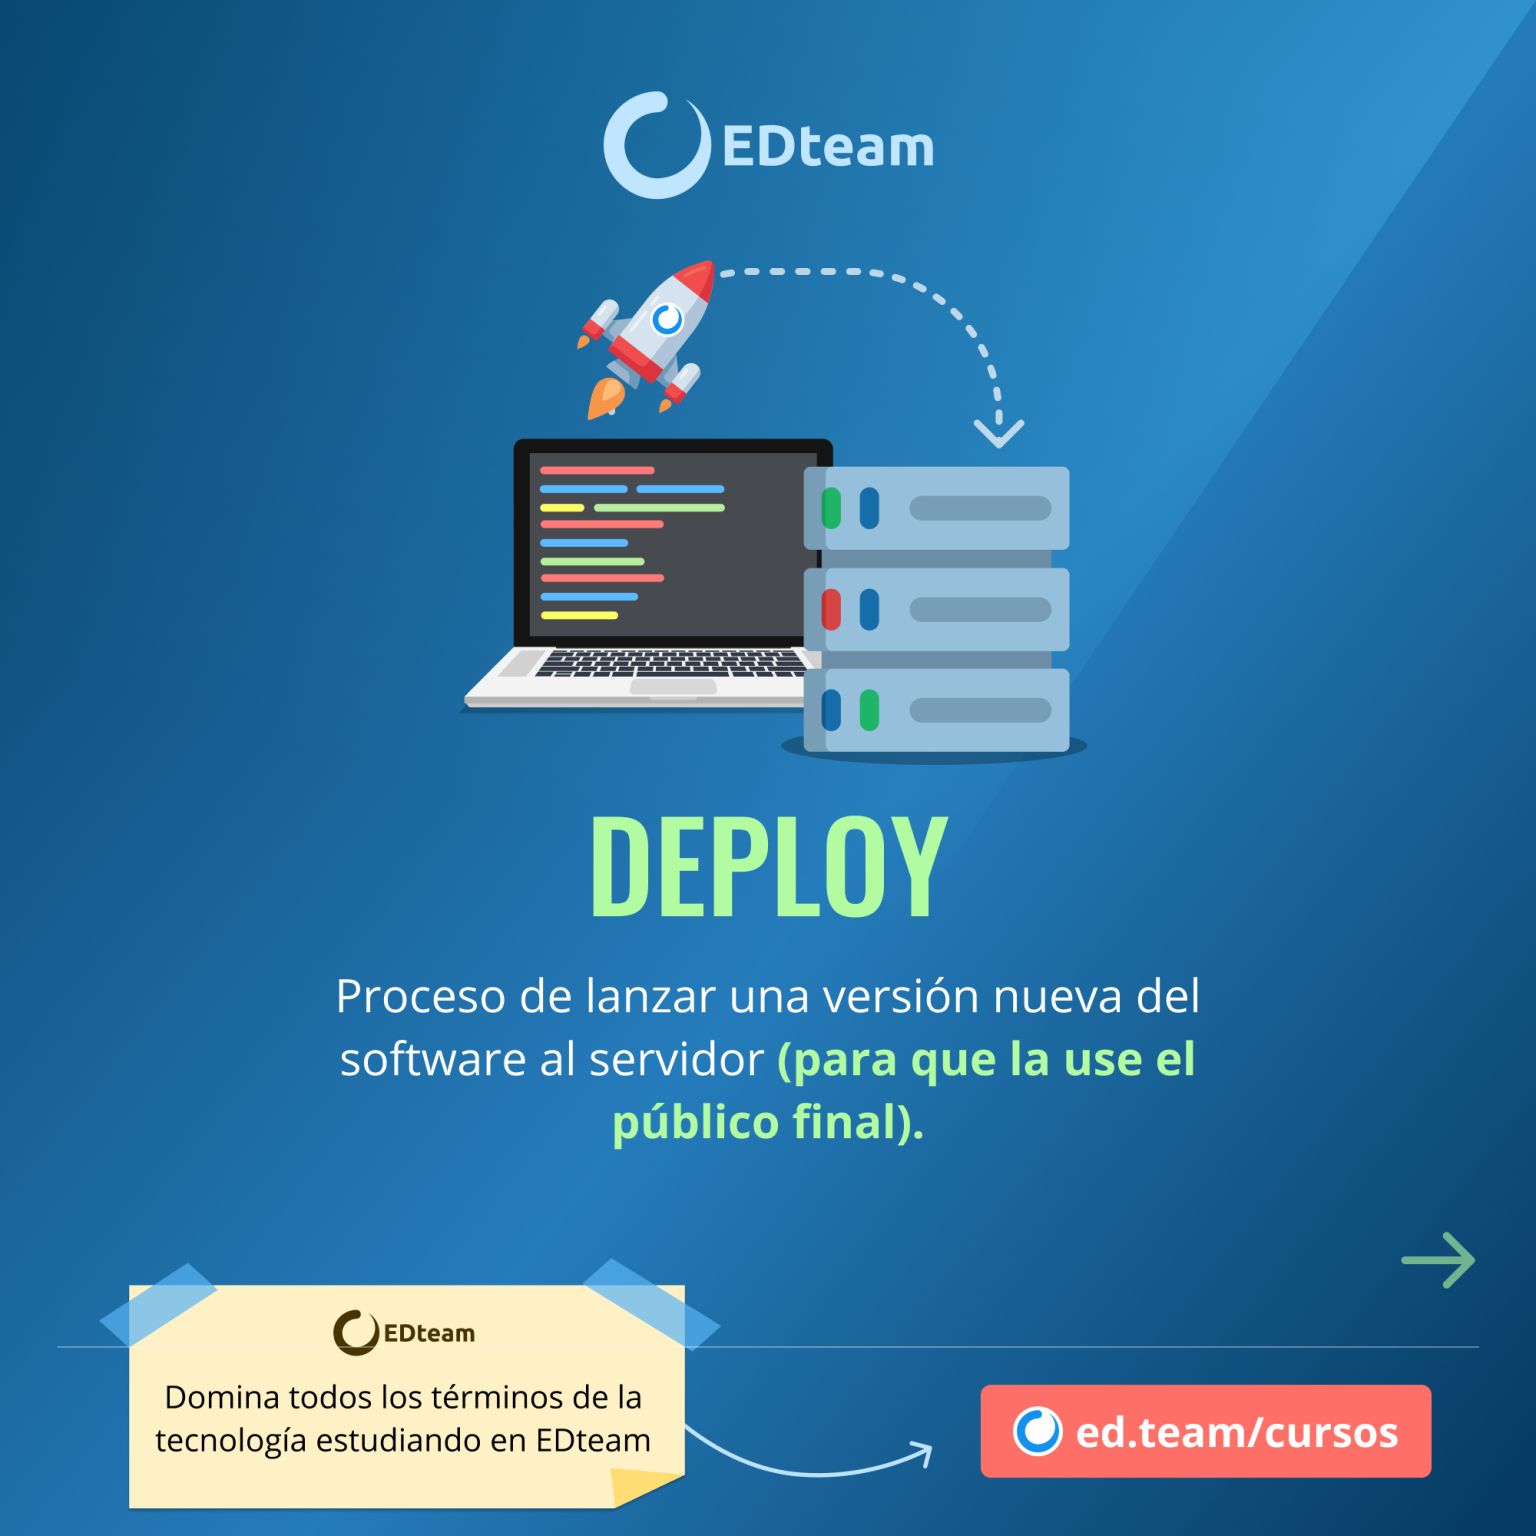 EDteam
DEPLOY
Proceso de lanzar una versión nueva del
software al servidor (para que la use el
público final).
EDteam
Domina todos los términos de la
tecnología estudiando en EDteam
ed.team/cursos